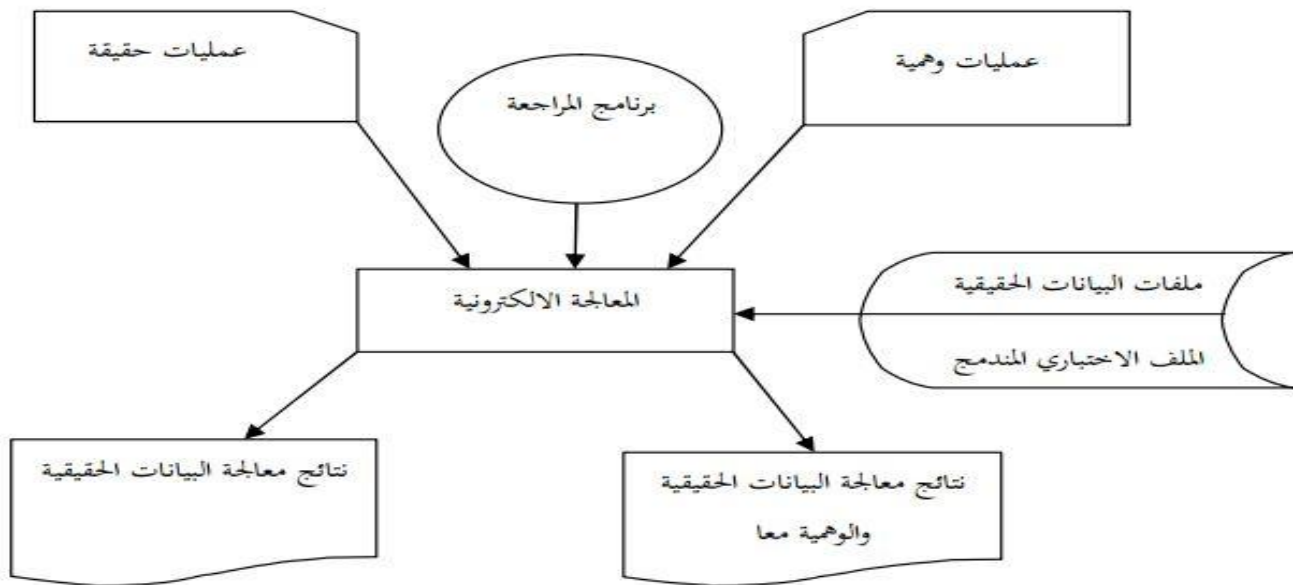 عمليات وهمية
برنامج المراجعة
عمليات حقيقة
المعالجة الالكترونية
ملفات البيانات الحقيقية
الملف الاختباري المندمج
نتائج معالجة البيانات الحقيقية
والوهمية معا
نتائج معالجة البيانات الحقيقية